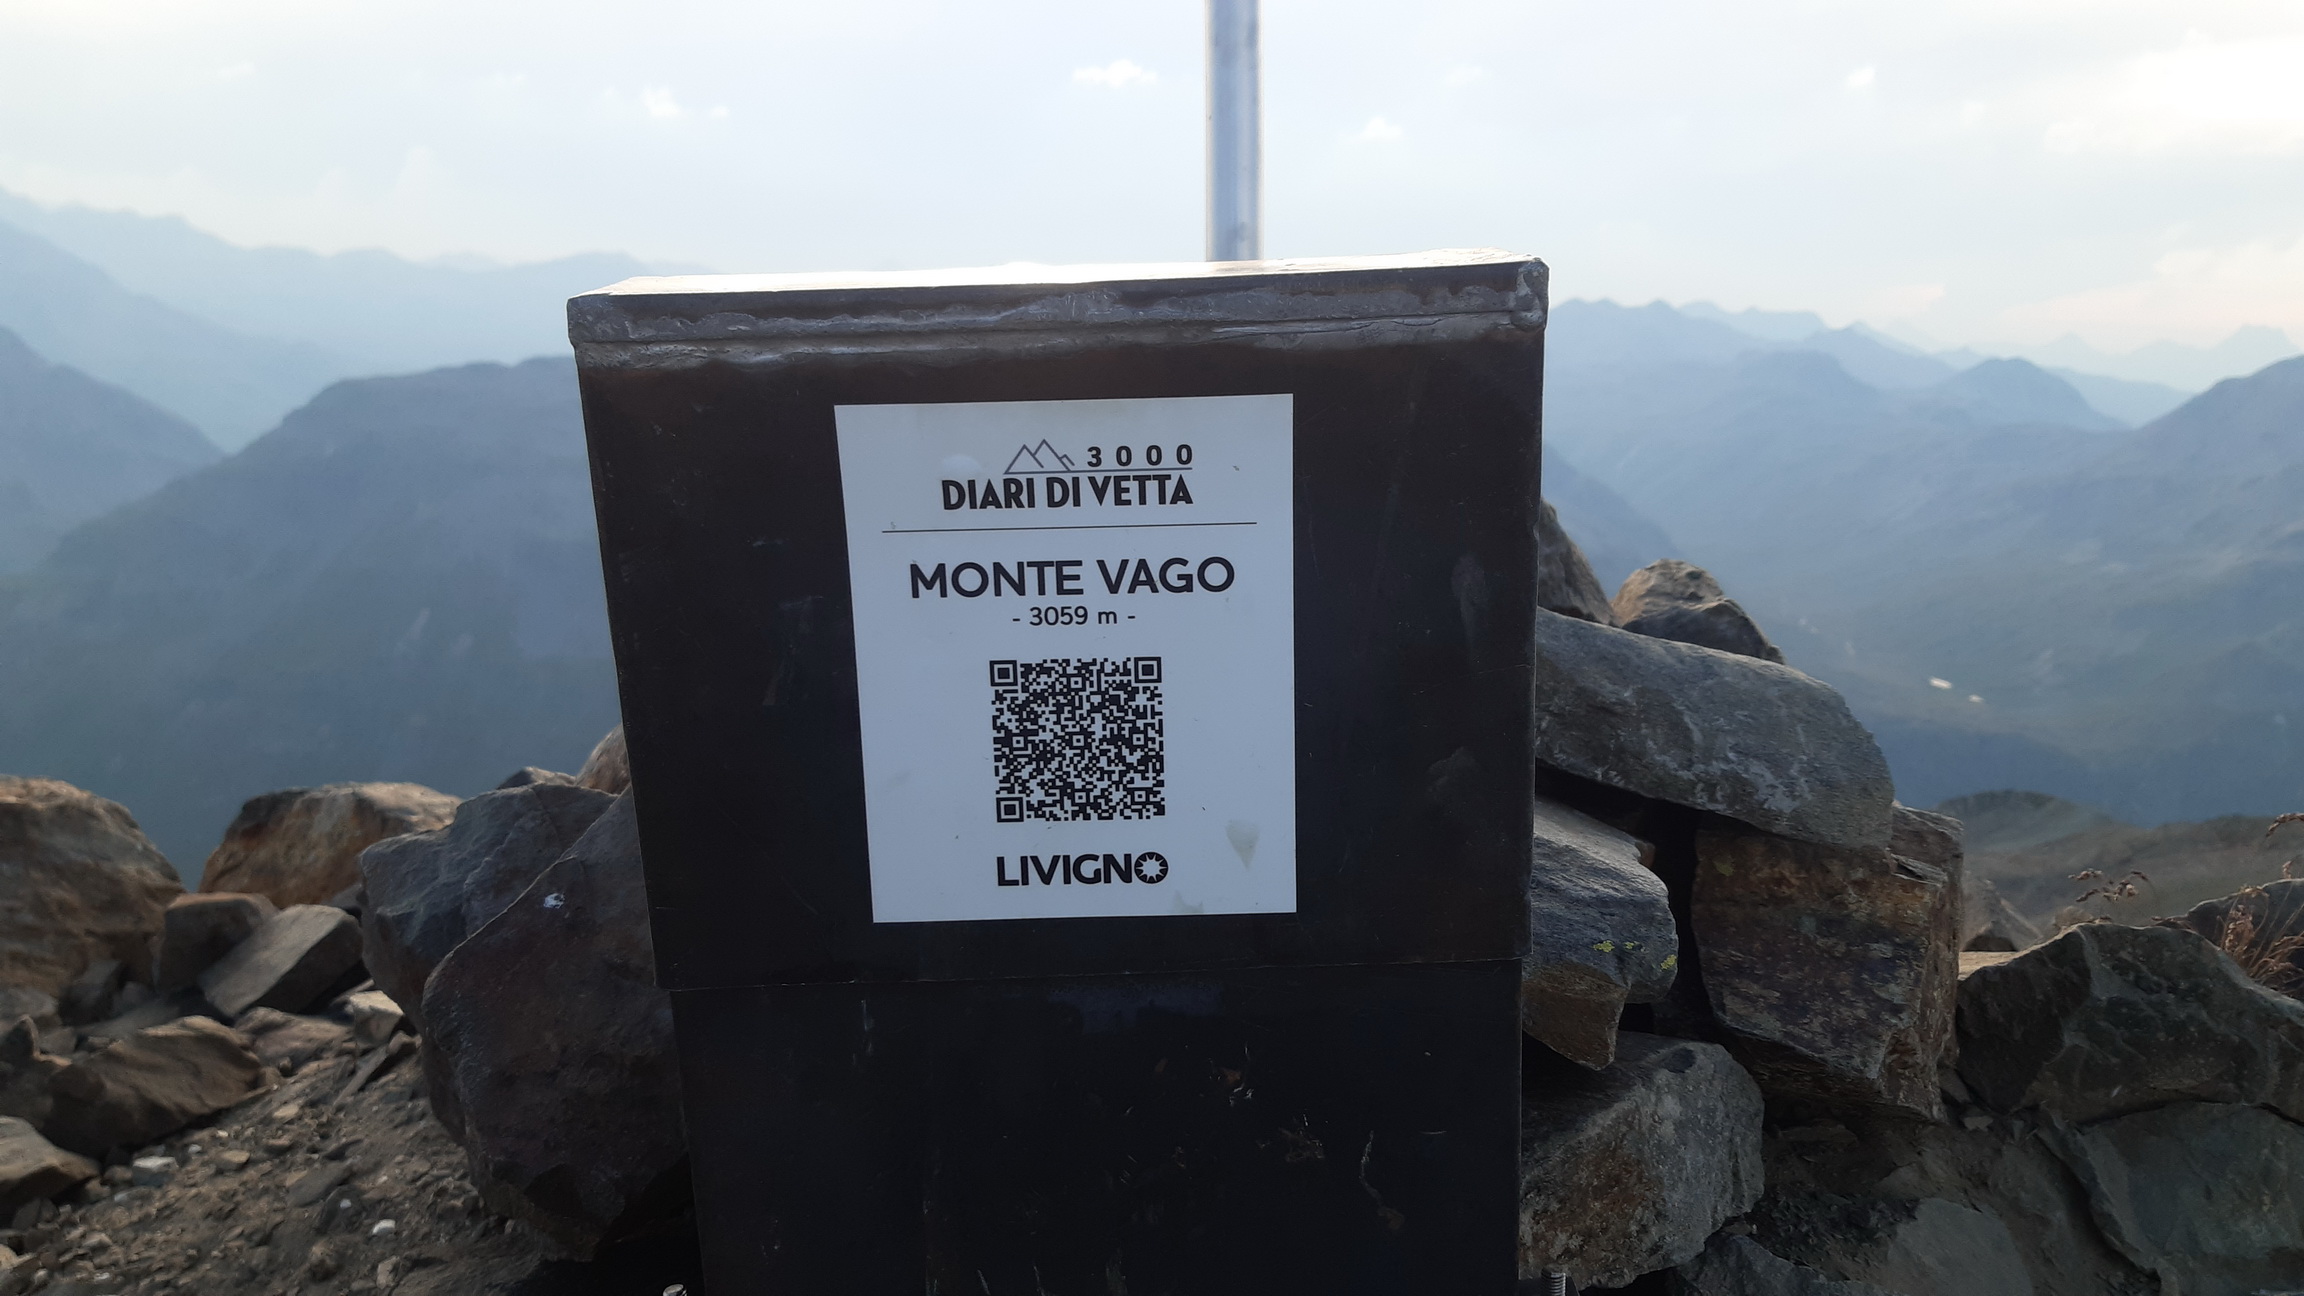 3000
DIARI DI VETTA
MONTE VAGO
- 3059 m -
LIVIGNO